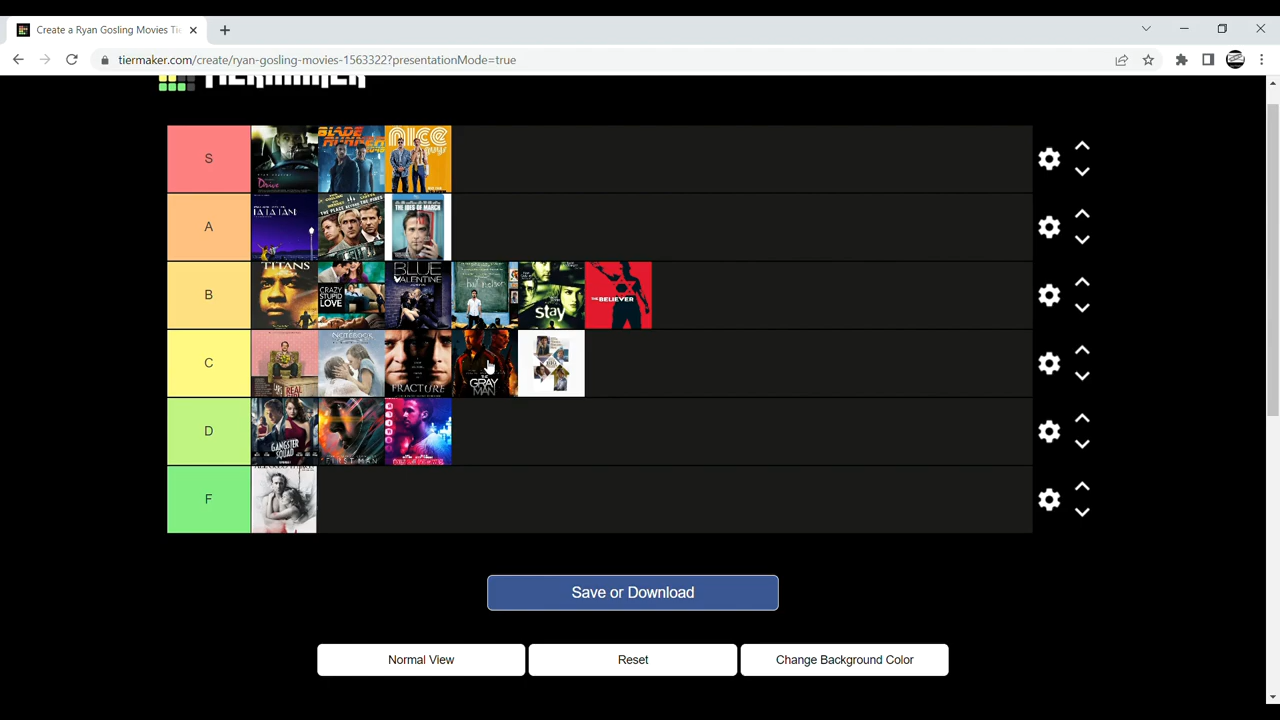 Create a Ryan Gosling Movies Tie
tiermaker.com/create/ryan-gosling-movies-1563322?presentationMode=true
TIERMAKER
S
Drive
BLADE RUNNER
NICE
A
LA LA LAND
THE PLACE BEYOND THE PINES
THE IDES OF MARCH
B
TITANS
CRAZY STUPID LOVE
BLUE VALENTINE
half nelson
stay
THE BELIEVER
C
REAL
NOTEBOOK
FRACTURE
THE GRAY MAN
D
GANGSTER SQUAD
FIRST MAN
F
Save or Download
Normal View
Reset
Change Background Color